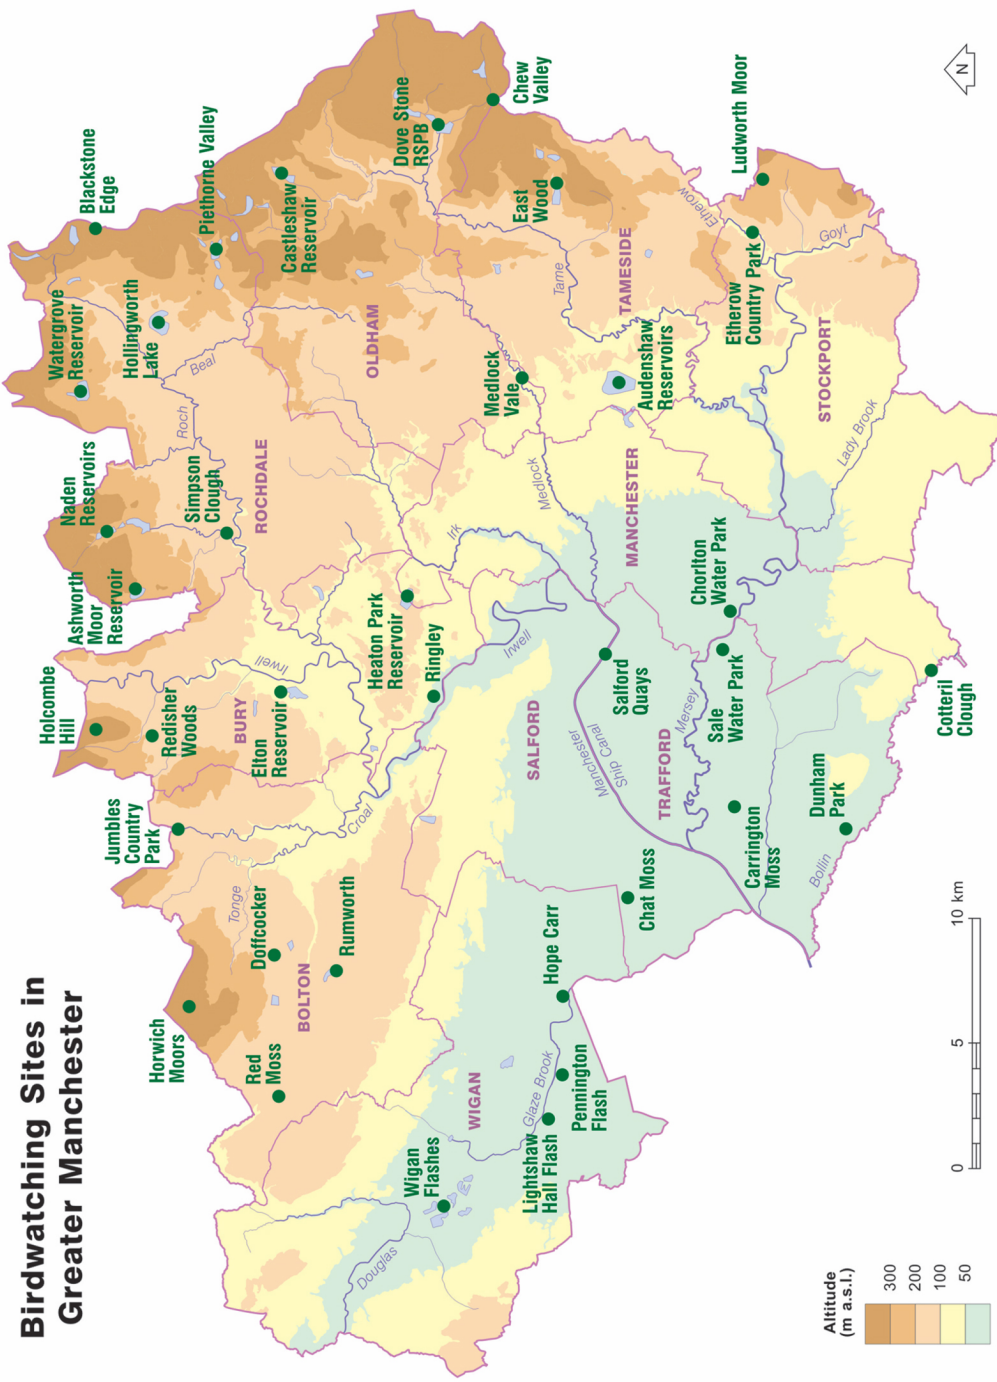 Birdwatching Sites in
Greater Manchester
Blackstone
Edge
Watergrove
Reservoir
Piethorne Valley
Hollingworth
Lake
Naden
Reservoirs
Ashworth
Moor
Reservoir
Simpson
Clough
Castleshaw
Reservoir
Dove Stone
RSPB
Chew
Valley
Holcombe
Hill
Redisher
Woods
Jumbles
Country
Park
Horwich
Moors
Red
Moss
Doffcocker
Rumworth
Elton
Reservoir
Heaton Park
Reservoir
Ringley
Medlock
Vale
East
Wood
Ludworth Moor
Etherow
Country Park
Audenshaw
Reservoirs
Wigan
Flashes
Lightshaw
Hall Flash
Pennington
Flash
Hope Carr
Chat Moss
Salford
Quays
Chorlton
Water Park
Sale
Water Park
Carrington
Moss
Dunham
Park
Cotteril
Clough
ROCHDALE
OLDHAM
BURY
BOLTON
WIGAN
SALFORD
TRAFFORD
MANCHESTER
TAMESIDE
STOCKPORT
Roch
Beal
Irwell
Tonge
Croal
Irk
Medlock
Irwell
Tame
Etherow
Goyt
Lady Brook
Mersey
Manchester
Ship Canal
Bollin
Glaze Brook
Douglas
Altitude
(m a.s.l.)
300
200
100
50
0
5
10 km
N